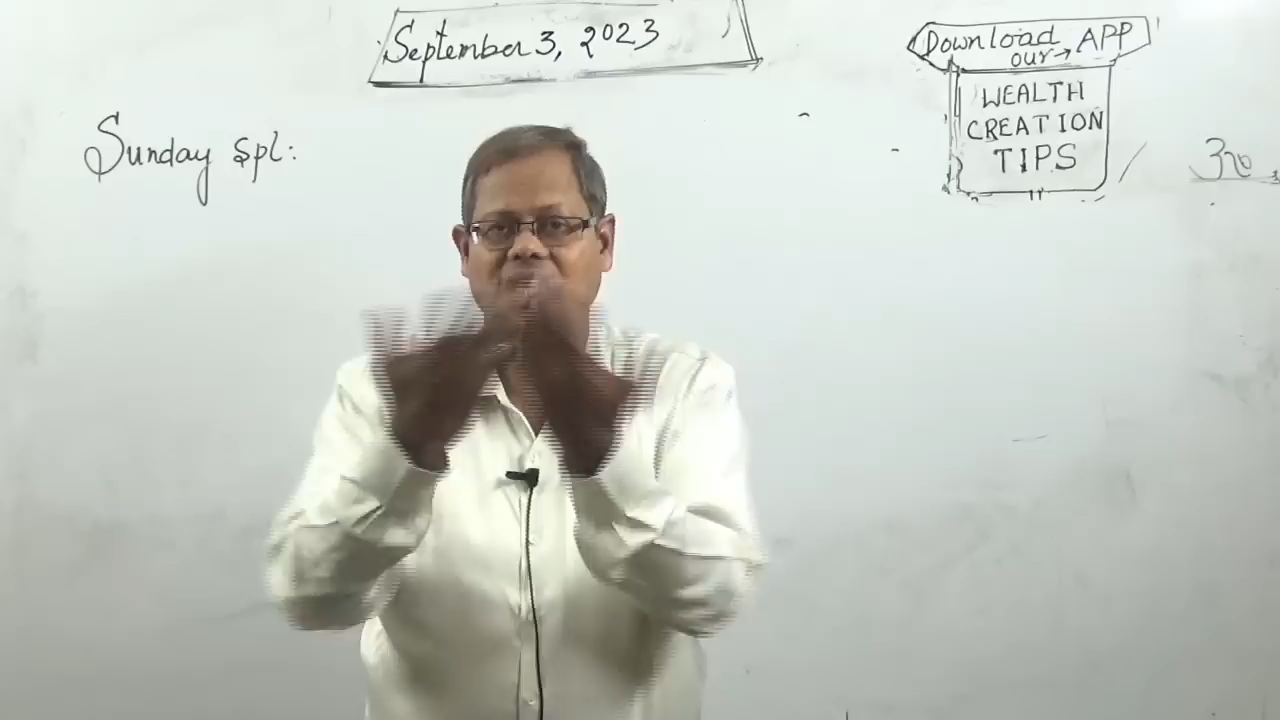 September 3, 2023
Download
our→ APP
WEALTH
CREATION
TIPS
Sunday Spl: